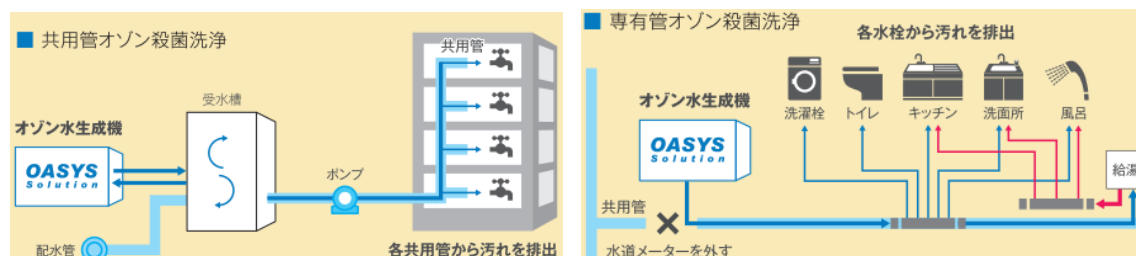 ■ 共用管オゾン殺菌洗浄
共用管
受水槽
オゾン水生成機
OASYS
Solution
ポンプ
配水管
各共用管から汚れを排出
■ 専有管オゾン殺菌洗浄
各水栓から汚れを排出
オゾン水生成機
OASYS
Solution
洗濯栓
トイレ
キッチン
洗面所
風呂
給湯
共用管
水道メーターを外す